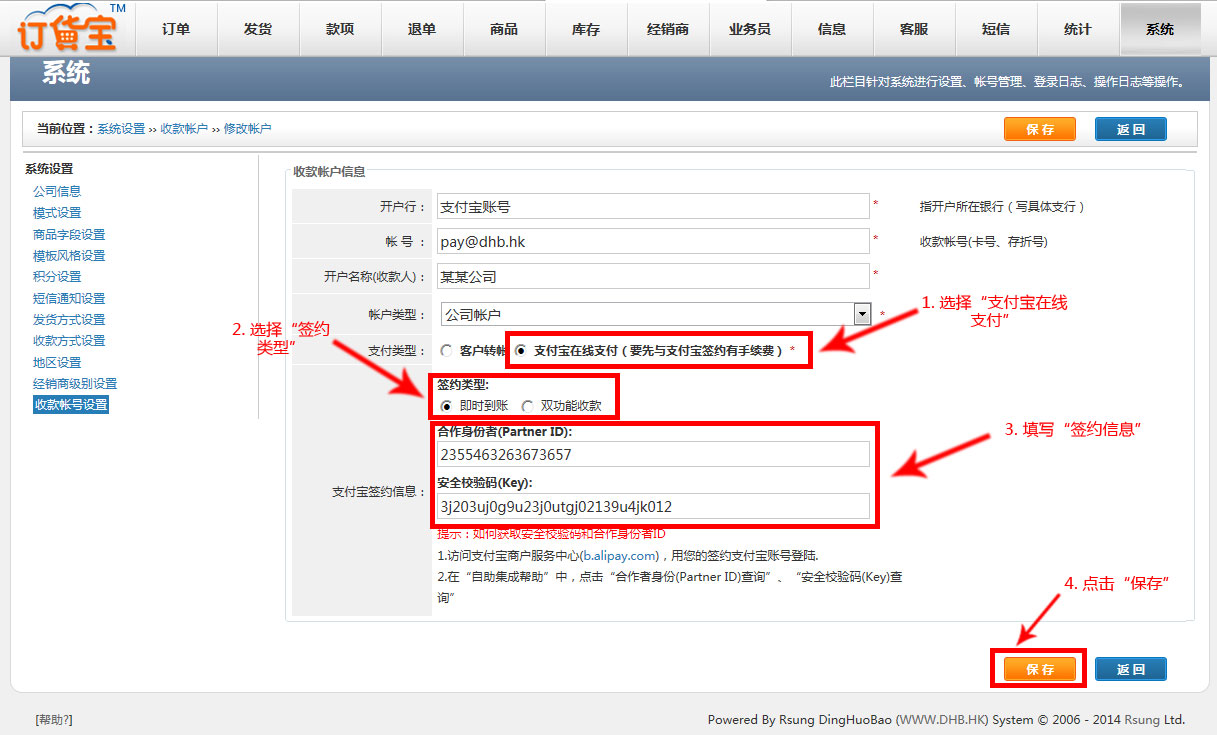 订货宝 TM
订单 发货 款项 退单 商品 库存 经销商 业务员 信息 客服 短信 统计 系统
系统
此栏目针对系统进行设置、帐号管理、登录日志、操作日志等操作。
当前位置：系统设置 ›› 收款帐户 ›› 修改帐户
保存 返回
系统设置
公司信息
模式设置
商品字段设置
模板风格设置
积分设置
短信通知设置
发货方式设置
收款方式设置
地区设置
经销商级别设置
收款帐号设置
收款帐户信息
开户行： 支付宝账号 * 指开户所在银行（写具体支行）
帐 号： pay@dhb.hk * 收款帐号(卡号、存折号)
开户名称(收款人)： 某某公司 *
帐户类型： 公司帐户 *
支付类型： 客户转帐 支付宝在线支付（要先与支付宝签约有手续费） *
1. 选择“支付宝在线
支付”
2. 选择“签约
类型”
签约类型:
即时到账 双功能收款
支付宝签约信息：
合作身份者(Partner ID):
2355463263673657
安全校验码(Key):
3j203uj0g9u23j0utgj02139u4jk012
3. 填写“签约信息”
提示：如何获取安全校验码和合作身份者ID
1.访问支付宝商户服务中心(b.alipay.com)，用您的签约支付宝账号登陆.
2.在“自助集成帮助”中，点击“合作者身份(Partner ID)查询”、“安全校验码(Key)查
询”
4. 点击“保存”
保存 返回
[帮助?]
Powered By Rsung DingHuoBao (WWW.DHB.HK) System © 2006 - 2014 Rsung Ltd.